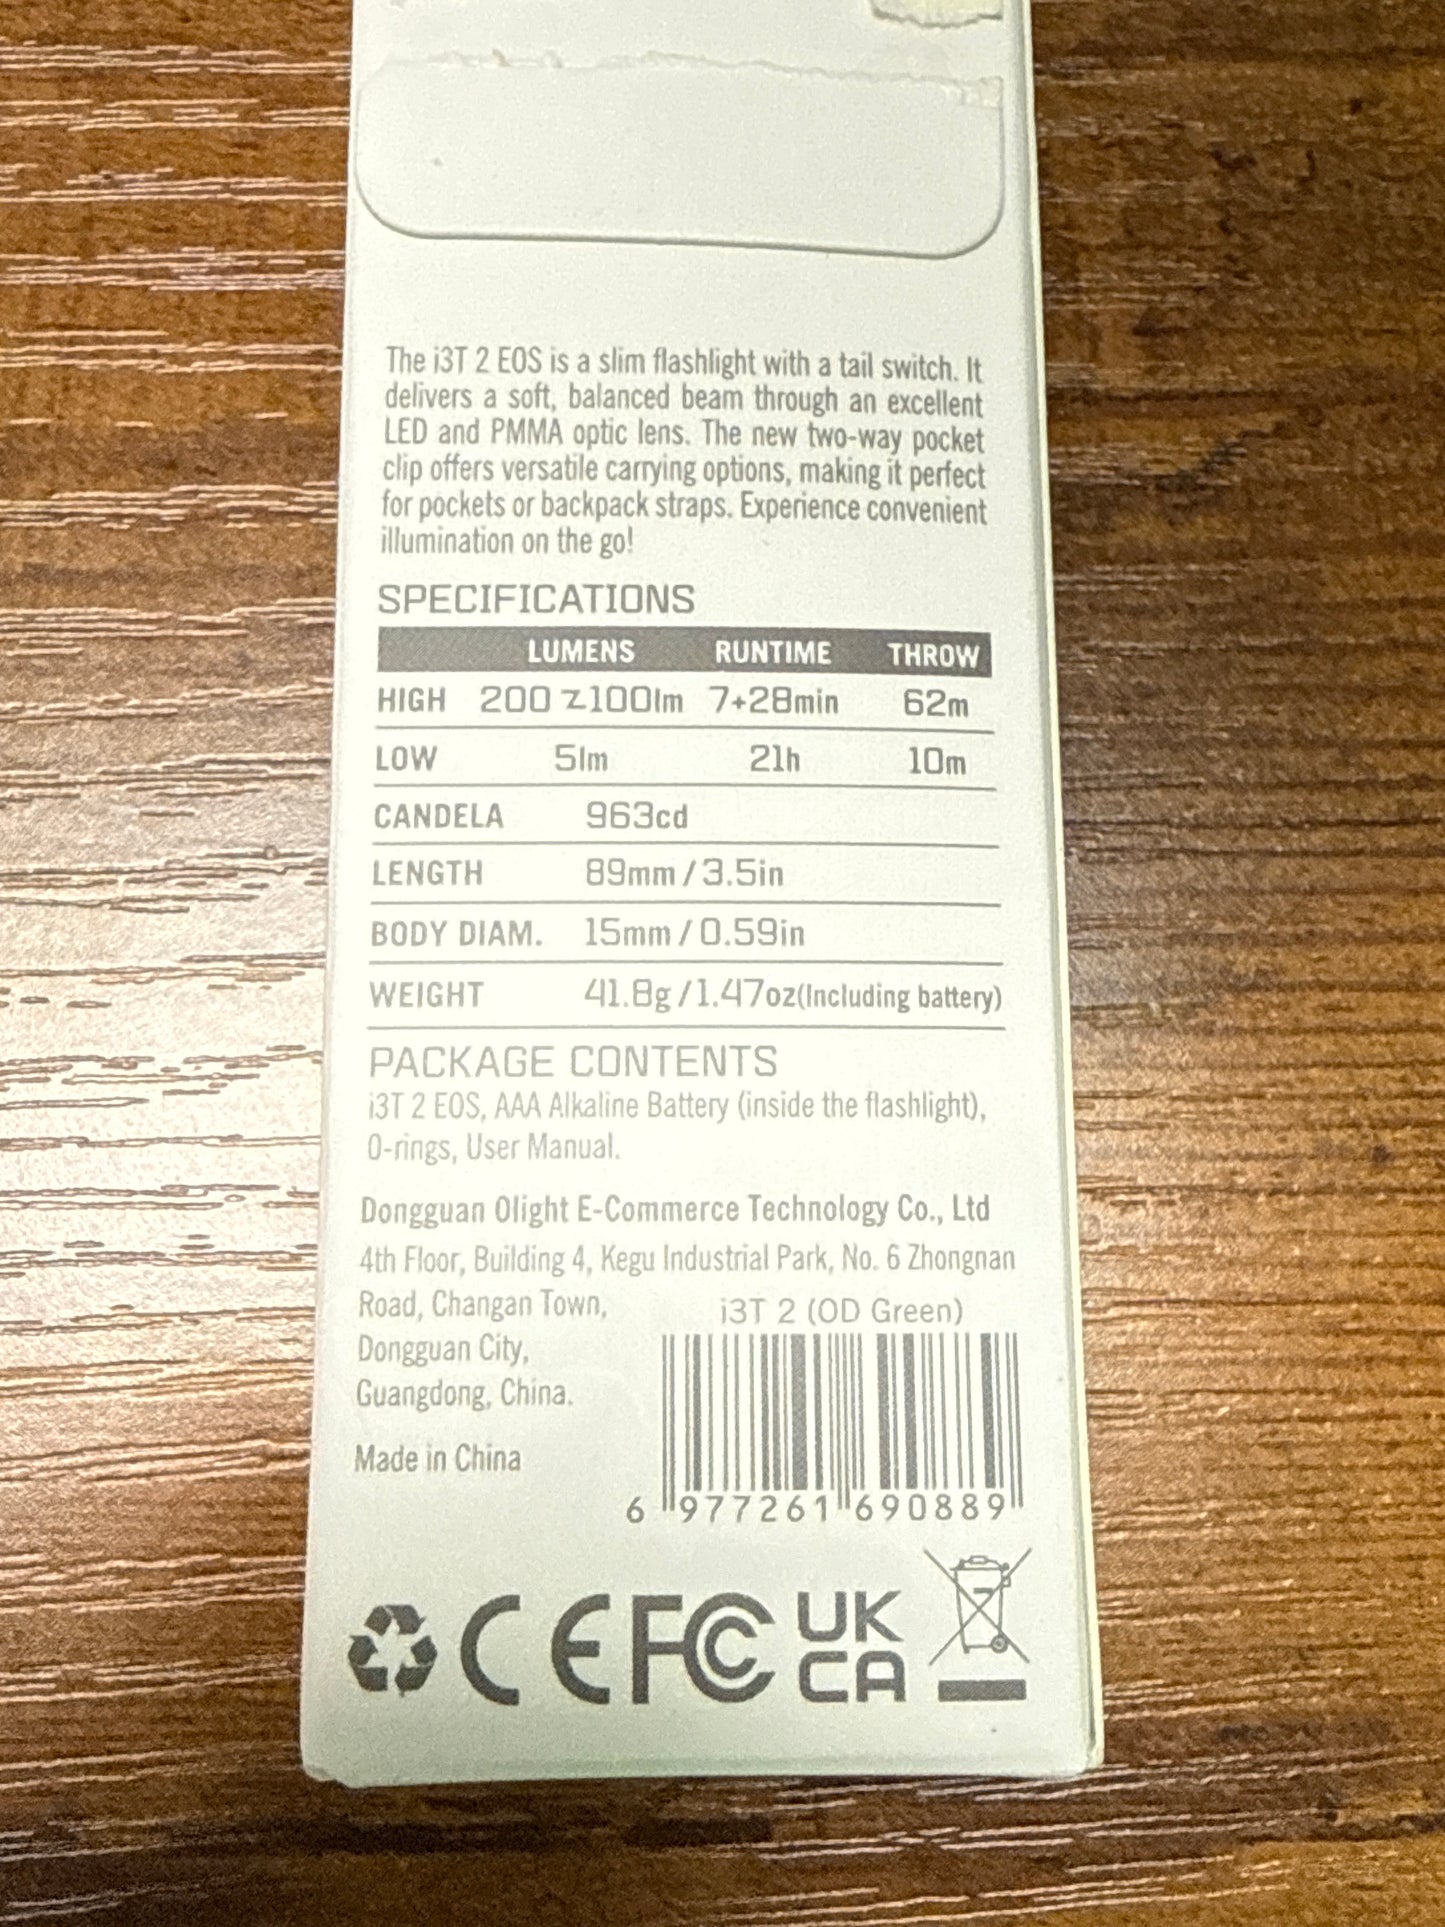 The i3T 2 EOS is a slim flashlight with a tail switch. It
delivers a soft, balanced beam through an excellent
LED and PMMA optic lens. The new two-way pocket
clip offers versatile carrying options, making it perfect
for pockets or backpack straps. Experience convenient
illumination on the go!
SPECIFICATIONS
LUMENS RUNTIME THROW
HIGH 200 ↘100lm 7+28min 62m
LOW 5lm 21h 10m
CANDELA 963cd
LENGTH 89mm / 3.5in
BODY DIAM. 15mm / 0.59in
WEIGHT 41.8g / 1.47oz(Including battery)
PACKAGE CONTENTS
i3T 2 EOS, AAA Alkaline Battery (inside the flashlight),
O-rings, User Manual.
Dongguan Olight E-Commerce Technology Co., Ltd
4th Floor, Building 4, Kegu Industrial Park, No. 6 Zhongnan
Road, Changan Town,
Dongguan City,
Guangdong, China.
Made in China
i3T 2 (OD Green)
6 977261 690889
CE FC UK
CA